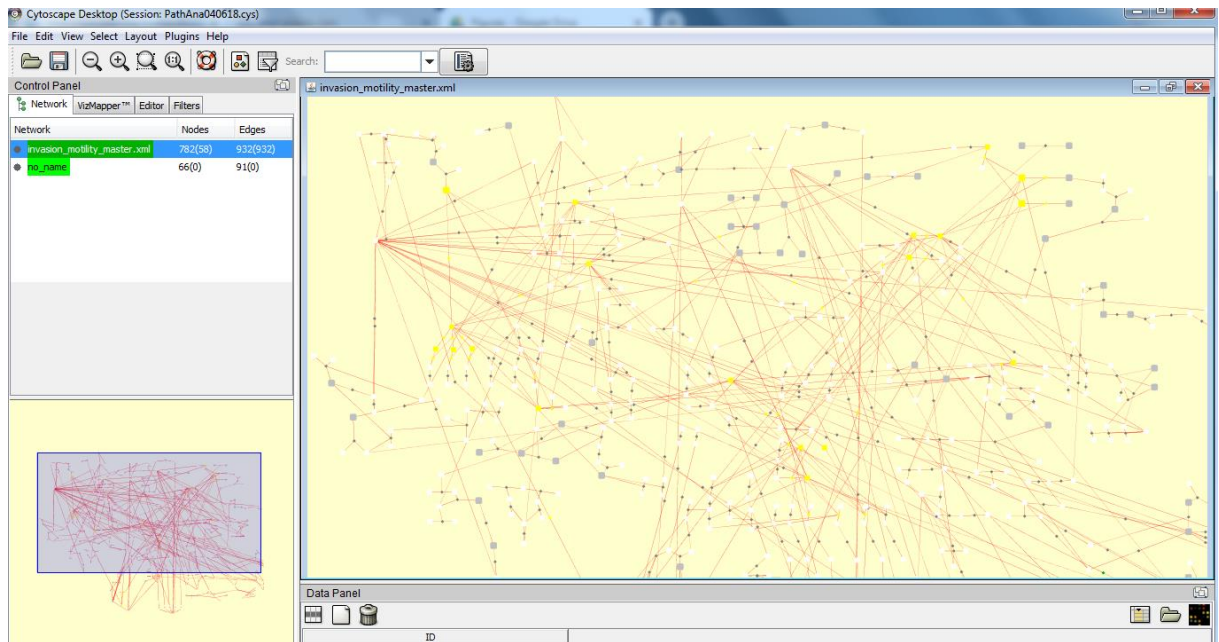 Cytoscape Desktop (Session: PathAna040618.cys)
File Edit View Select Layout Plugins Help
Search:
Control Panel
Network VizMapper™ Editor Filters
Network Nodes Edges
invasion_motility_master.xml 782(58) 932(932)
no_name 66(0) 91(0)
invasion_motility_master.xml
Data Panel
ID